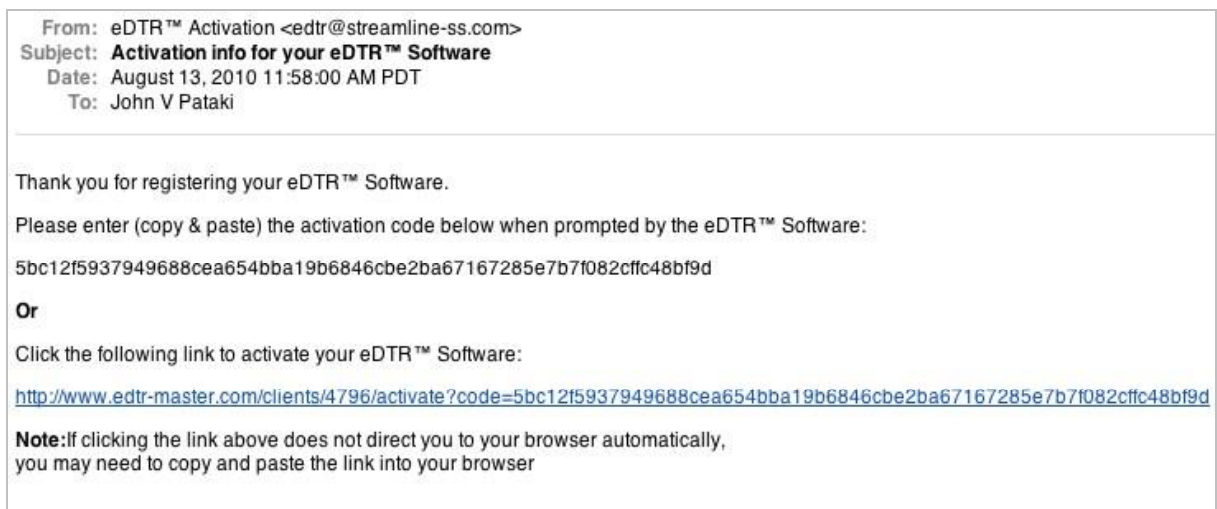 From: eDTR™ Activation <edtr@streamline-ss.com>
Subject: Activation info for your eDTR™ Software
Date: August 13, 2010 11:58:00 AM PDT
To: John V Pataki
Thank you for registering your eDTR™ Software.
Please enter (copy & paste) the activation code below when prompted by the eDTR™ Software:
5bc12f5937949688cea654bba19b6846cbe2ba67167285e7b7f082cffc48bf9d
Or
Click the following link to activate your eDTR™ Software:
http://www.edtr-master.com/clients/4796/activate?code=5bc12f5937949688cea654bba19b6846cbe2ba67167285e7b7f082cffc48bf9d
Note:If clicking the link above does not direct you to your browser automatically,
you may need to copy and paste the link into your browser